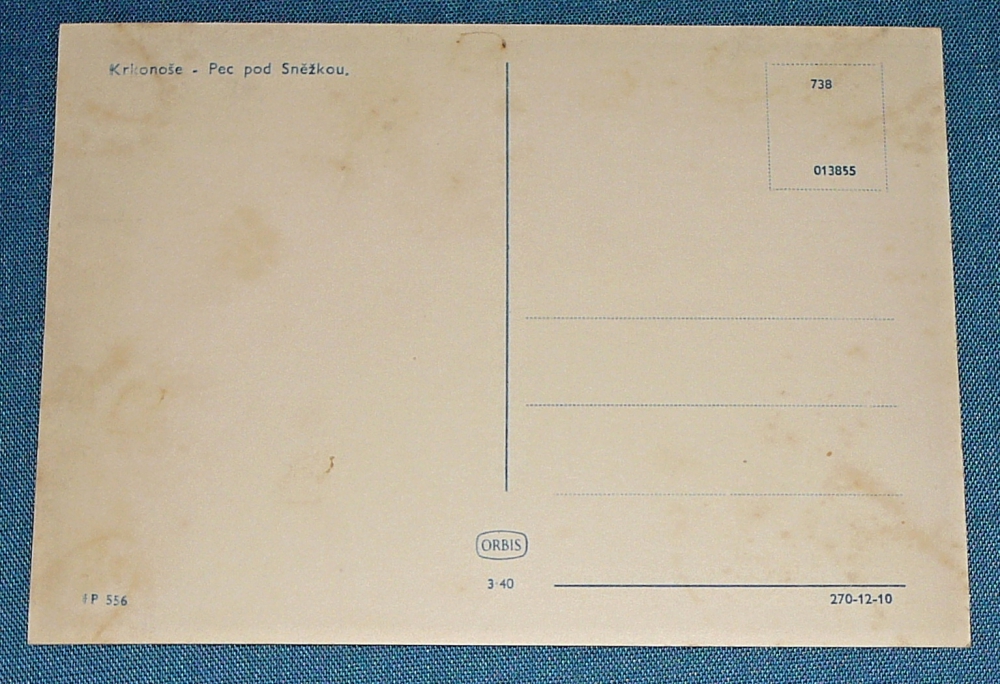 Krkonoše - Pec pod Sněžkou.
738
013855
ORBIS
3·40
270-12-10
P 556